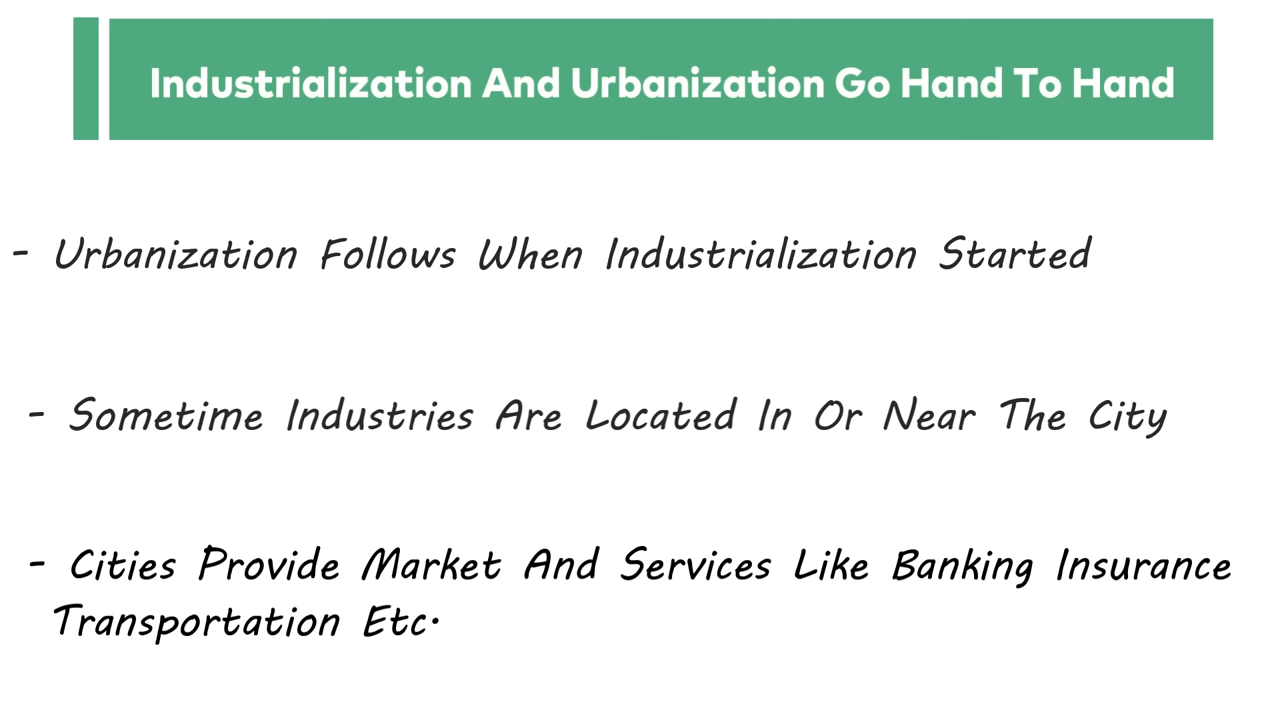 Industrialization And Urbanization Go Hand To Hand
- Urbanization Follows When Industrialization Started
- Sometime Industries Are Located In Or Near The City
- Cities Provide Market And Services Like Banking Insurance
Transportation Etc.